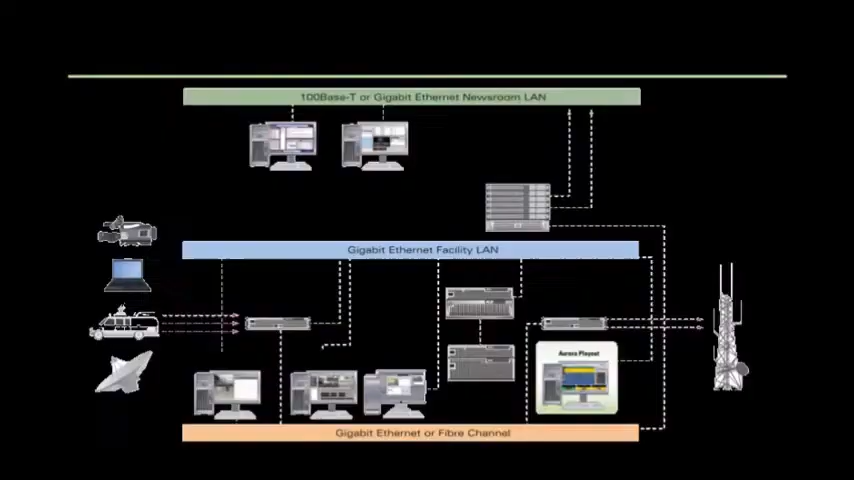 100Base-T or Gigabit Ethernet Newsroom LAN
Gigabit Ethernet Facility LAN
Aurora Playout
Gigabit Ethernet or Fibre Channel